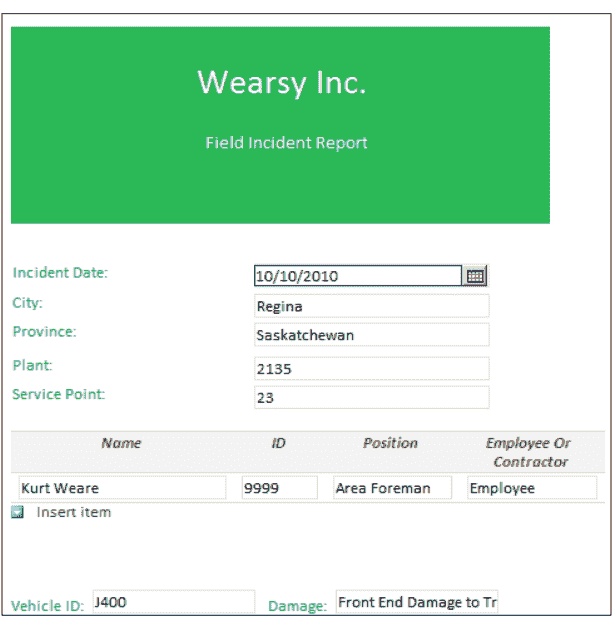 Wearsy Inc.
Field Incident Report
Incident Date: 10/10/2010
City: Regina
Province: Saskatchewan
Plant: 2135
Service Point: 23
Name ID Position Employee Or Contractor
Kurt Weare 9999 Area Foreman Employee
Insert item
Vehicle ID: J400 Damage: Front End Damage to Tr